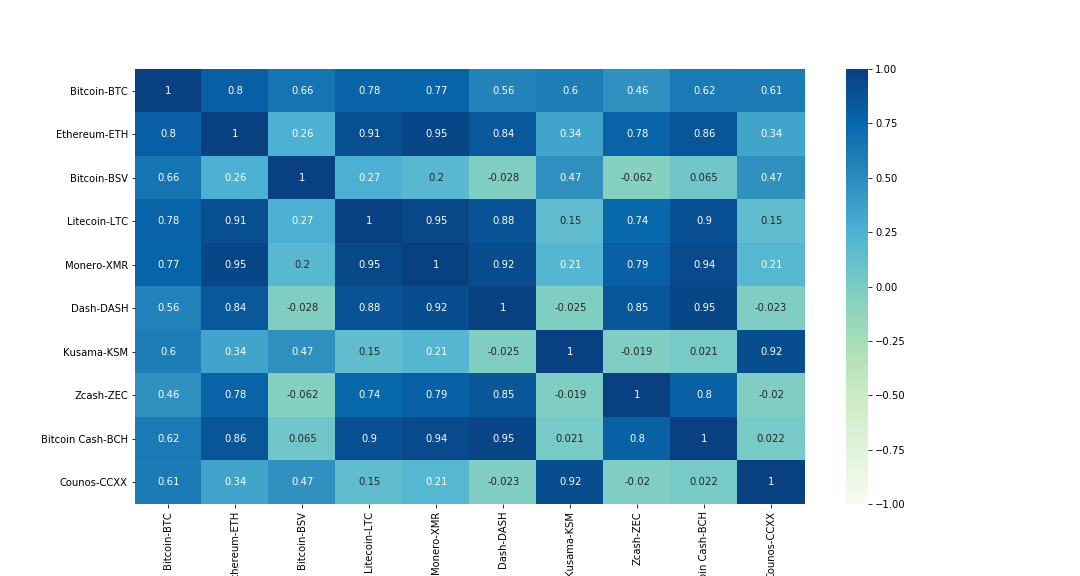 Bitcoin-BTC 1 0.8 0.66 0.78 0.77 0.56 0.6 0.46 0.62 0.61
Ethereum-ETH 0.8 1 0.26 0.91 0.95 0.84 0.34 0.78 0.86 0.34
Bitcoin-BSV 0.66 0.26 1 0.27 0.2 -0.028 0.47 -0.062 0.065 0.47
Litecoin-LTC 0.78 0.91 0.27 1 0.95 0.88 0.15 0.74 0.9 0.15
Monero-XMR 0.77 0.95 0.2 0.95 1 0.92 0.21 0.79 0.94 0.21
Dash-DASH 0.56 0.84 -0.028 0.88 0.92 1 -0.025 0.85 0.95 -0.023
Kusama-KSM 0.6 0.34 0.47 0.15 0.21 -0.025 1 -0.019 0.021 0.92
Zcash-ZEC 0.46 0.78 -0.062 0.74 0.79 0.85 -0.019 1 0.8 -0.02
Bitcoin Cash-BCH 0.62 0.86 0.065 0.9 0.94 0.95 0.021 0.8 1 0.022
Counos-CCXX 0.61 0.34 0.47 0.15 0.21 -0.023 0.92 -0.02 0.022 1
Bitcoin-BTC
thereum-ETH
Bitcoin-BSV
Litecoin-LTC
Monero-XMR
Dash-DASH
Kusama-KSM
Zcash-ZEC
oin Cash-BCH
ounos-CCXX
1.00
0.75
0.50
0.25
0.00
−0.25
−0.50
−0.75
−1.00